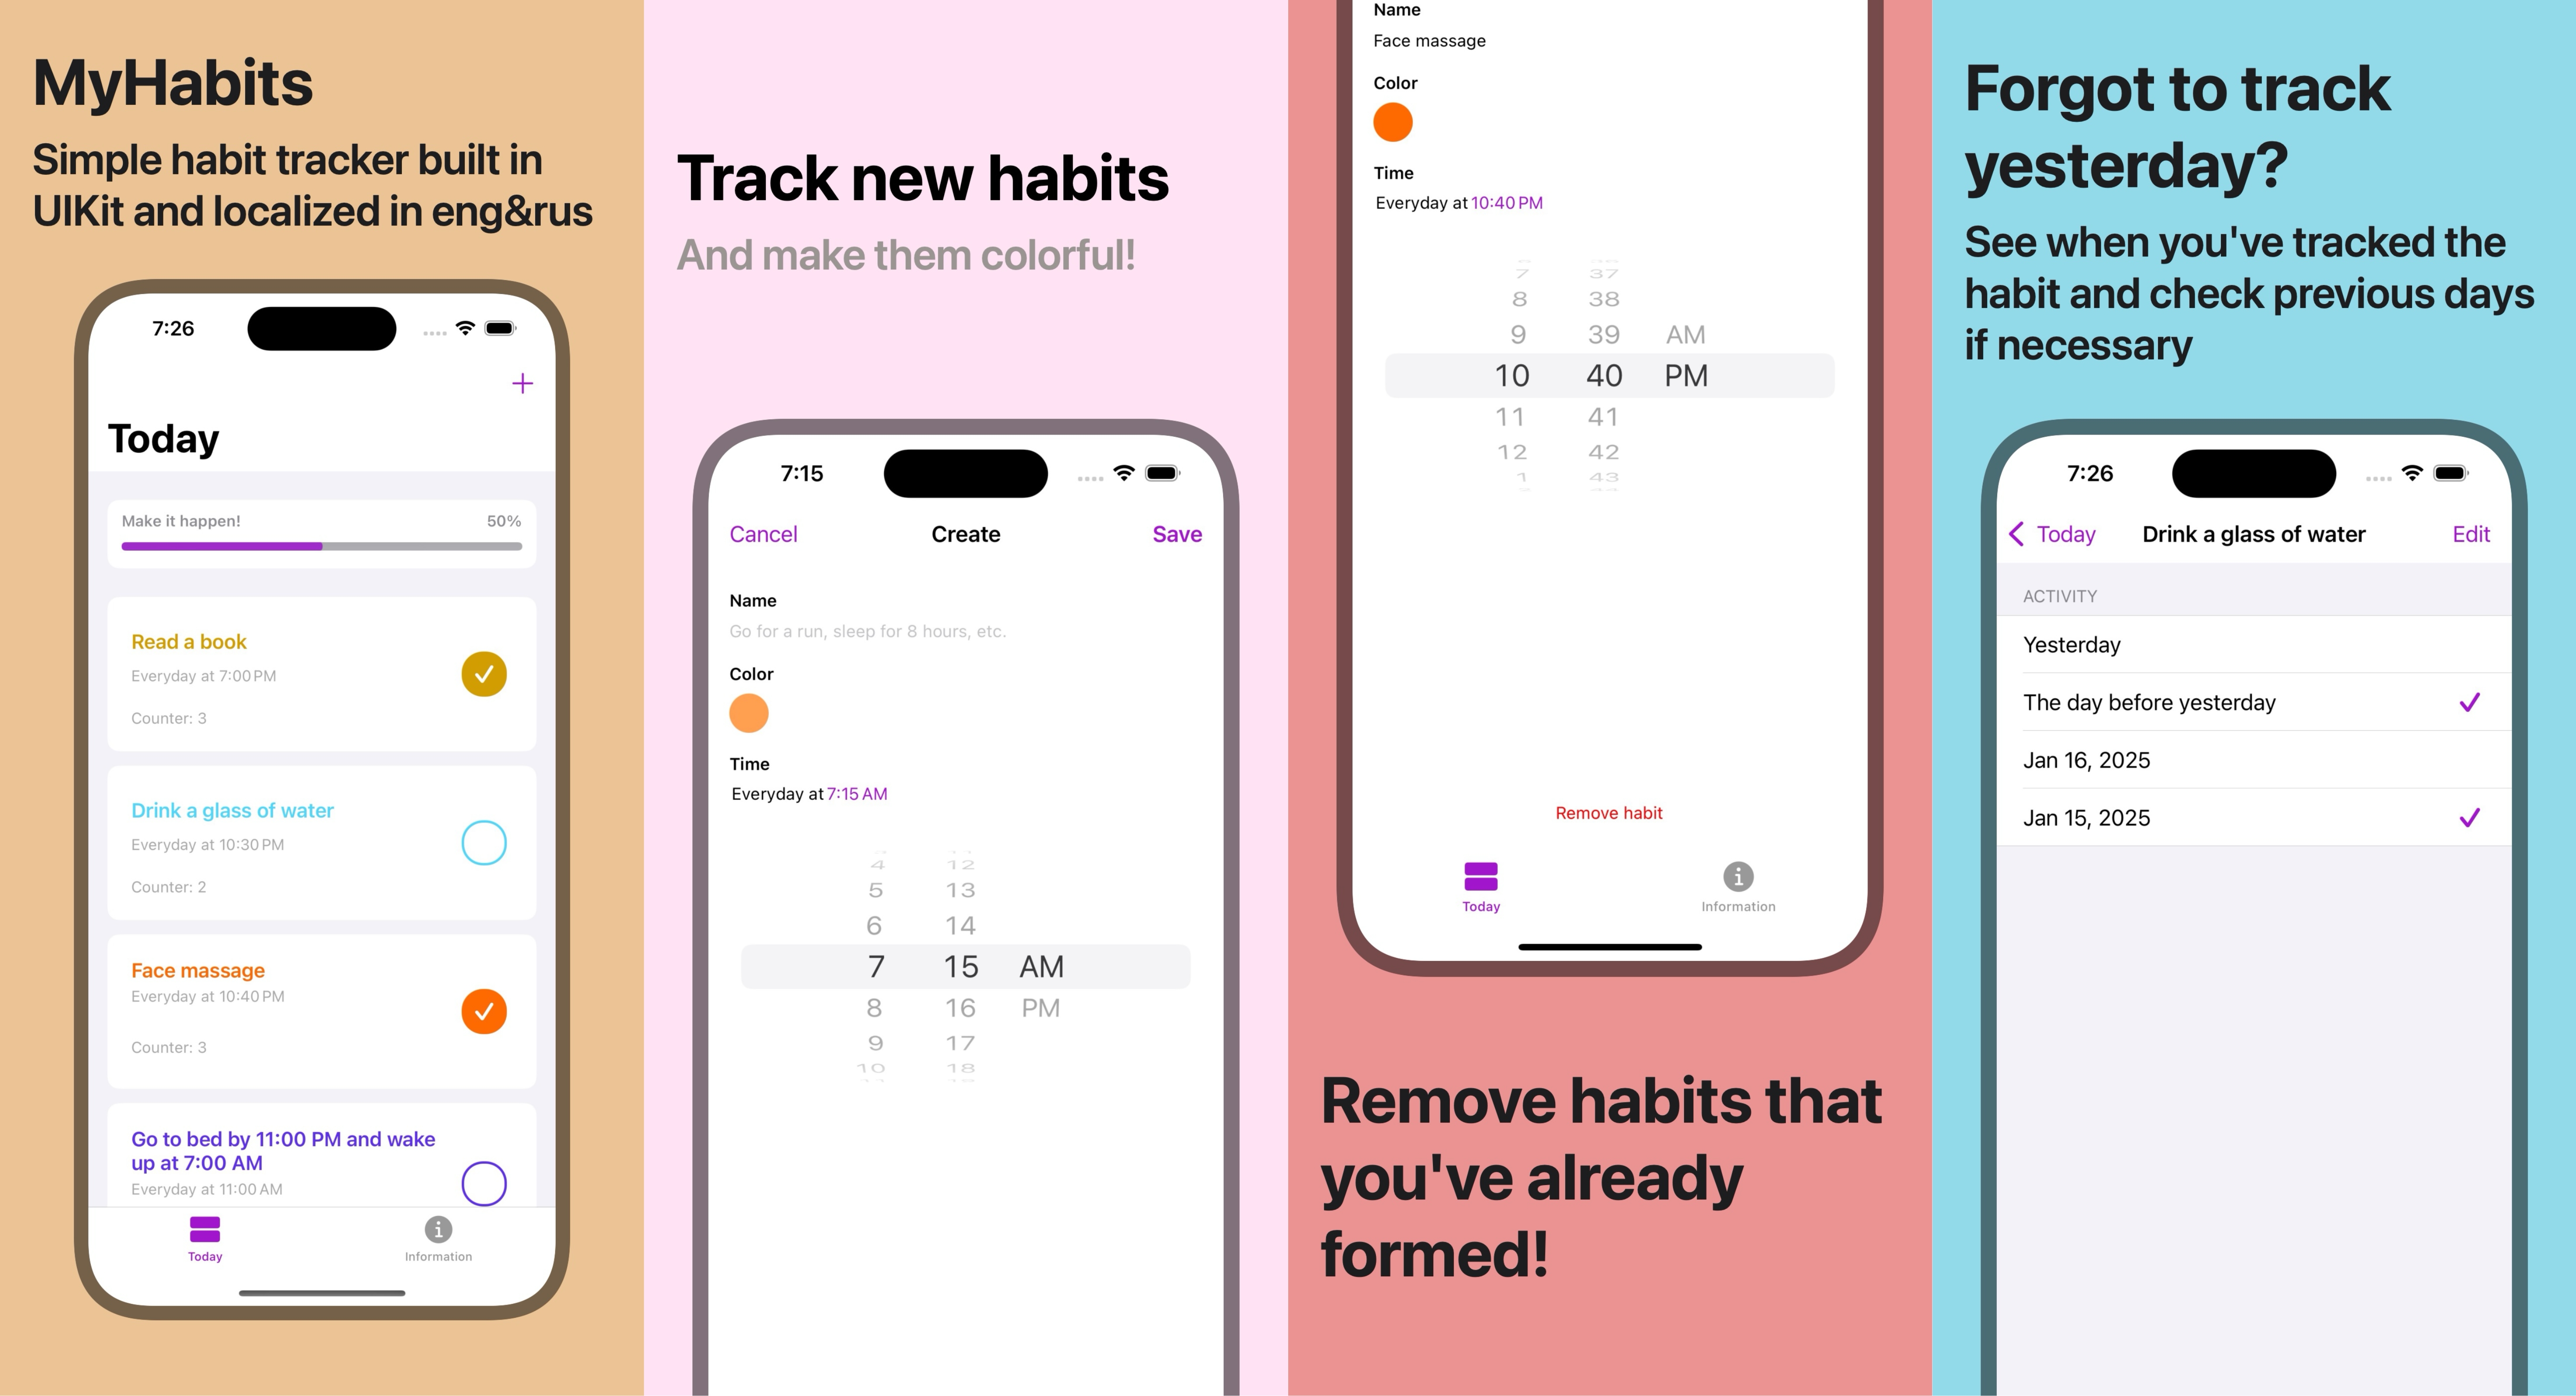 MyHabits
Simple habit tracker built in
UIKit and localized in eng&rus
7:26
+
Today
Make it happen! 50%
Read a book
Everyday at 7:00 PM
Counter: 3
Drink a glass of water
Everyday at 10:30 PM
Counter: 2
Face massage
Everyday at 10:40 PM
Counter: 3
Go to bed by 11:00 PM and wake
up at 7:00 AM
Everyday at 11:00 AM
Today Information
Track new habits
And make them colorful!
7:15
Cancel Create Save
Name
Go for a run, sleep for 8 hours, etc.
Color
Time
Everyday at 7:15 AM
4 12
5 13
6 14
7 15 AM
8 16 PM
9 17
10 18
Name
Face massage
Color
Time
Everyday at 10:40 PM
7 37
8 38
9 39 AM
10 40 PM
11 41
12 42
1 43
Remove habit
Today Information
Remove habits that
you've already
formed!
Forgot to track
yesterday?
See when you've tracked the
habit and check previous days
if necessary
7:26
Today Drink a glass of water Edit
ACTIVITY
Yesterday
The day before yesterday
Jan 16, 2025
Jan 15, 2025